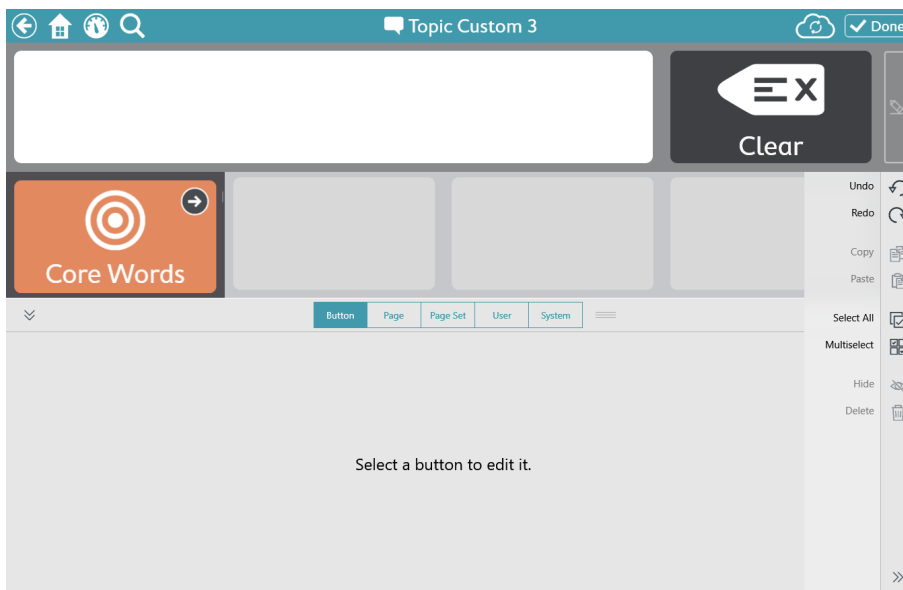 Topic Custom 3
Done
Clear
Core Words
Undo
Redo
Copy
Paste
Button Page Page Set User System
Select All
Multiselect
Hide
Delete
Select a button to edit it.